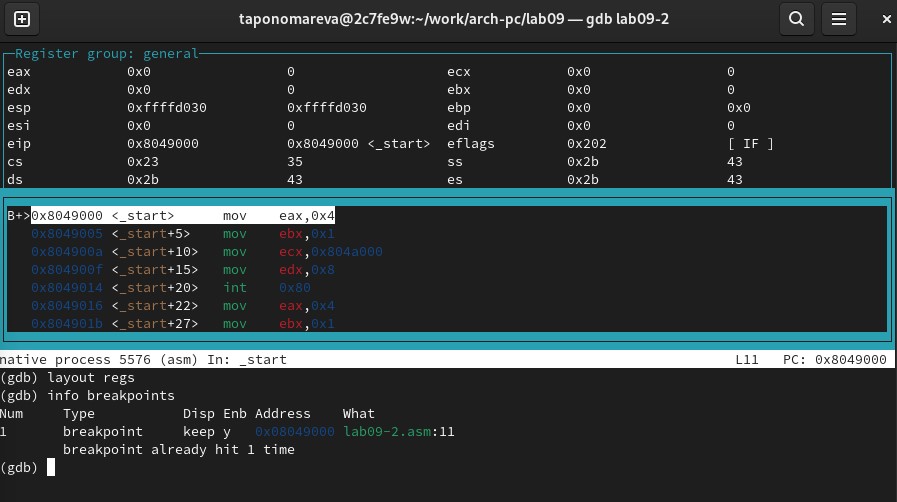 taponomareva@2c7fe9w:~/work/arch-pc/lab09 — gdb lab09-2
Register group: general
eax 0x0 0 ecx 0x0 0
edx 0x0 0 ebx 0x0 0
esp 0xffffd030 0xffffd030 ebp 0x0 0x0
esi 0x0 0 edi 0x0 0
eip 0x8049000 0x8049000 <_start> eflags 0x202 [ IF ]
cs 0x23 35 ss 0x2b 43
ds 0x2b 43 es 0x2b 43
B+>0x8049000 <_start> mov eax,0x4
0x8049005 <_start+5> mov ebx,0x1
0x804900a <_start+10> mov ecx,0x804a000
0x804900f <_start+15> mov edx,0x8
0x8049014 <_start+20> int 0x80
0x8049016 <_start+22> mov eax,0x4
0x804901b <_start+27> mov ebx,0x1
native process 5576 (asm) In: _start L11 PC: 0x8049000
(gdb) layout regs
(gdb) info breakpoints
Num Type Disp Enb Address What
1 breakpoint keep y 0x08049000 lab09-2.asm:11
breakpoint already hit 1 time
(gdb)